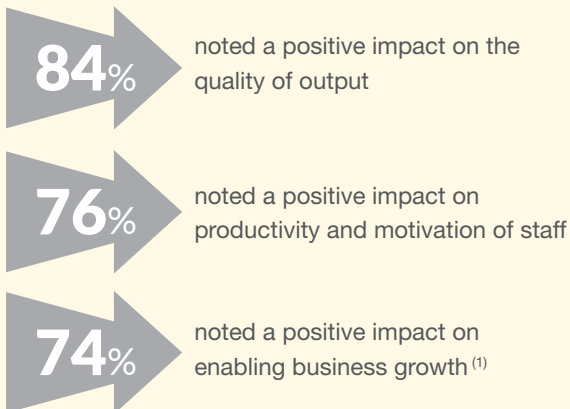 84%
noted a positive impact on the
quality of output
76%
noted a positive impact on
productivity and motivation of staff
74%
noted a positive impact on
enabling business growth (1)